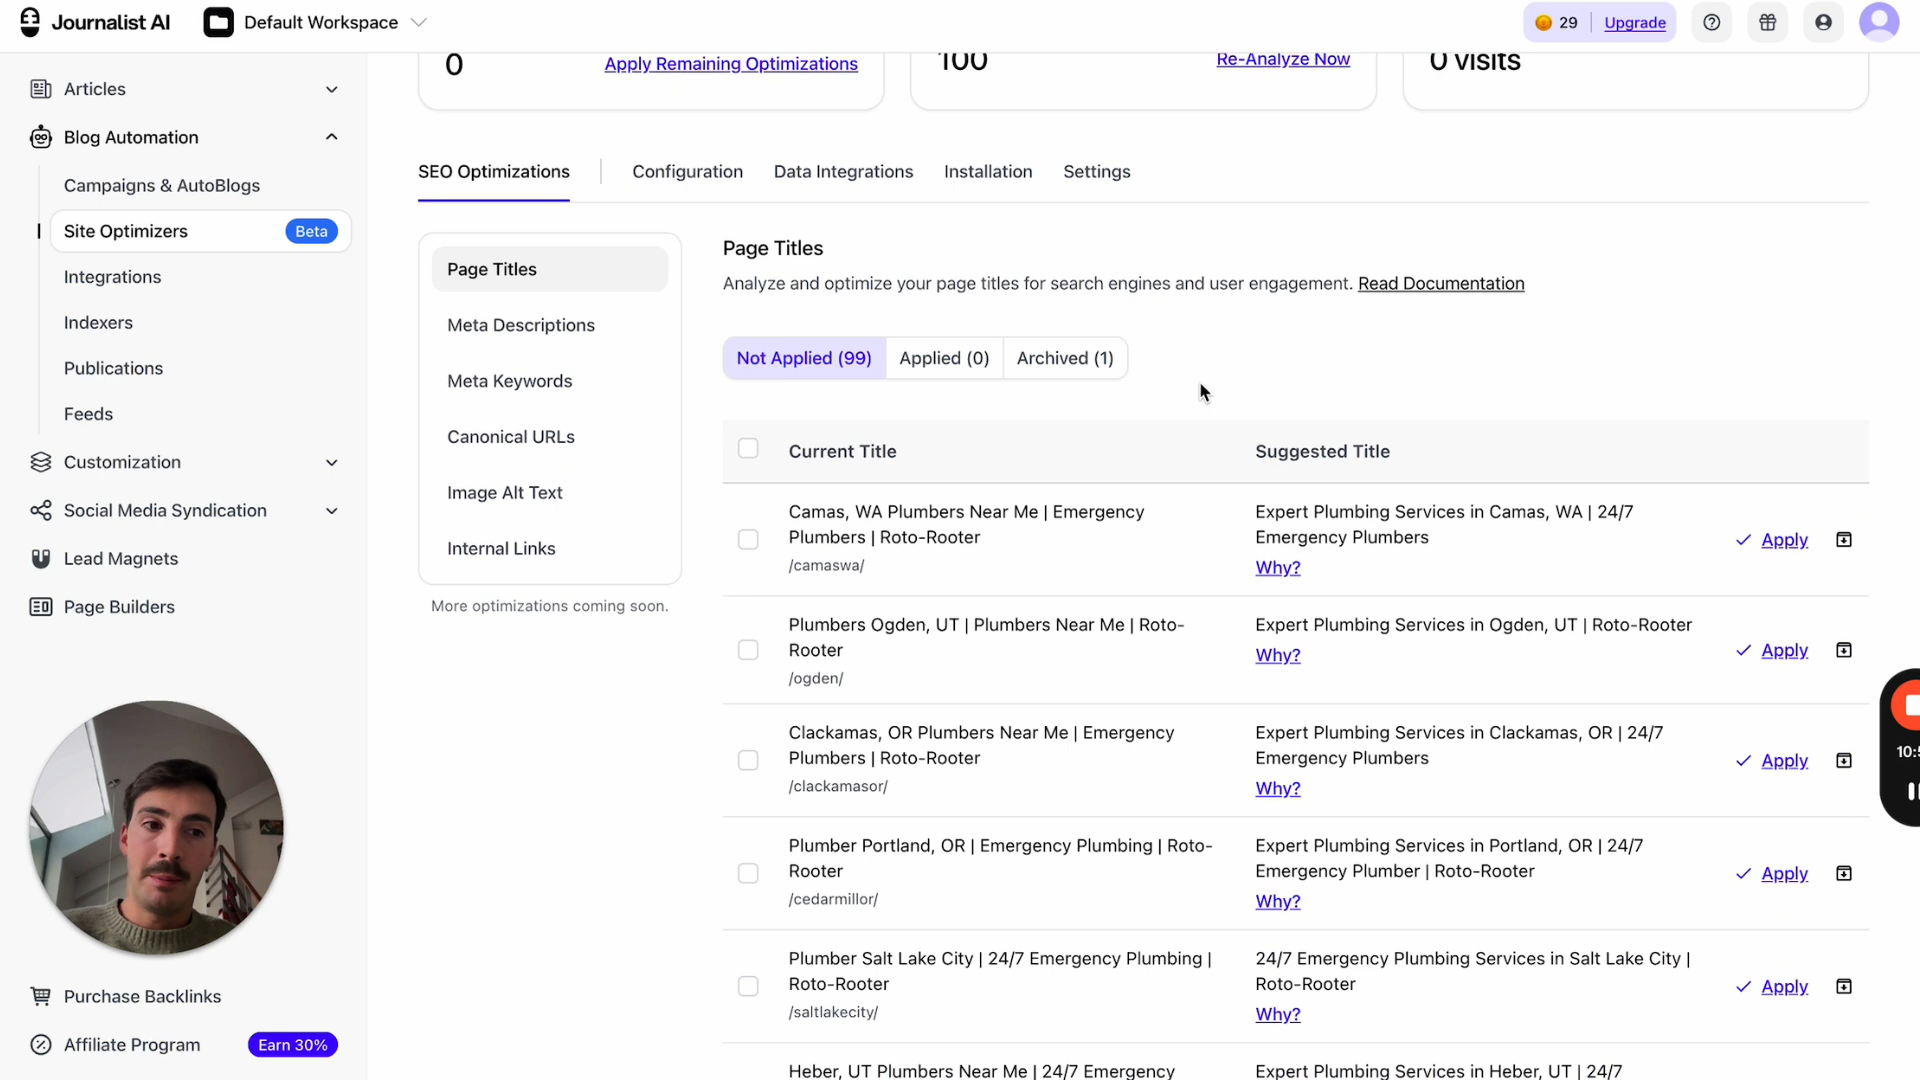 Journalist AI
Default Workspace
29
Upgrade
Articles
Blog Automation
Campaigns & AutoBlogs
Site Optimizers
Beta
Integrations
Indexers
Publications
Feeds
Customization
Social Media Syndication
Lead Magnets
Page Builders
Purchase Backlinks
Affiliate Program
Earn 30%
0
Apply Remaining Optimizations
100
Re-Analyze Now
0 visits
SEO Optimizations
Configuration
Data Integrations
Installation
Settings
Page Titles
Meta Descriptions
Meta Keywords
Canonical URLs
Image Alt Text
Internal Links
More optimizations coming soon.
Page Titles
Analyze and optimize your page titles for search engines and user engagement. Read Documentation
Not Applied (99)
Applied (0)
Archived (1)
Current Title
Suggested Title
Camas, WA Plumbers Near Me | Emergency
Plumbers | Roto-Rooter
/camaswa/
Expert Plumbing Services in Camas, WA | 24/7
Emergency Plumbers
Why?
Apply
Plumbers Ogden, UT | Plumbers Near Me | Roto-
Rooter
/ogden/
Expert Plumbing Services in Ogden, UT | Roto-Rooter
Why?
Apply
Clackamas, OR Plumbers Near Me | Emergency
Plumbers | Roto-Rooter
/clackamasor/
Expert Plumbing Services in Clackamas, OR | 24/7
Emergency Plumbers
Why?
Apply
Plumber Portland, OR | Emergency Plumbing | Roto-
Rooter
/cedarmillor/
Expert Plumbing Services in Portland, OR | 24/7
Emergency Plumber | Roto-Rooter
Why?
Apply
Plumber Salt Lake City | 24/7 Emergency Plumbing |
Roto-Rooter
/saltlakecity/
24/7 Emergency Plumbing Services in Salt Lake City |
Roto-Rooter
Why?
Apply
Heber, UT Plumbers Near Me | 24/7 Emergency
Expert Plumbing Services in Heber, UT | 24/7